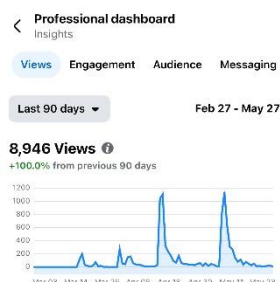 Professional dashboard
Insights
Views Engagement Audience Messaging
Last 90 days Feb 27 - May 27
8,946 Views
+100.0% from previous 90 days
1200
1000
800
600
400
200
0